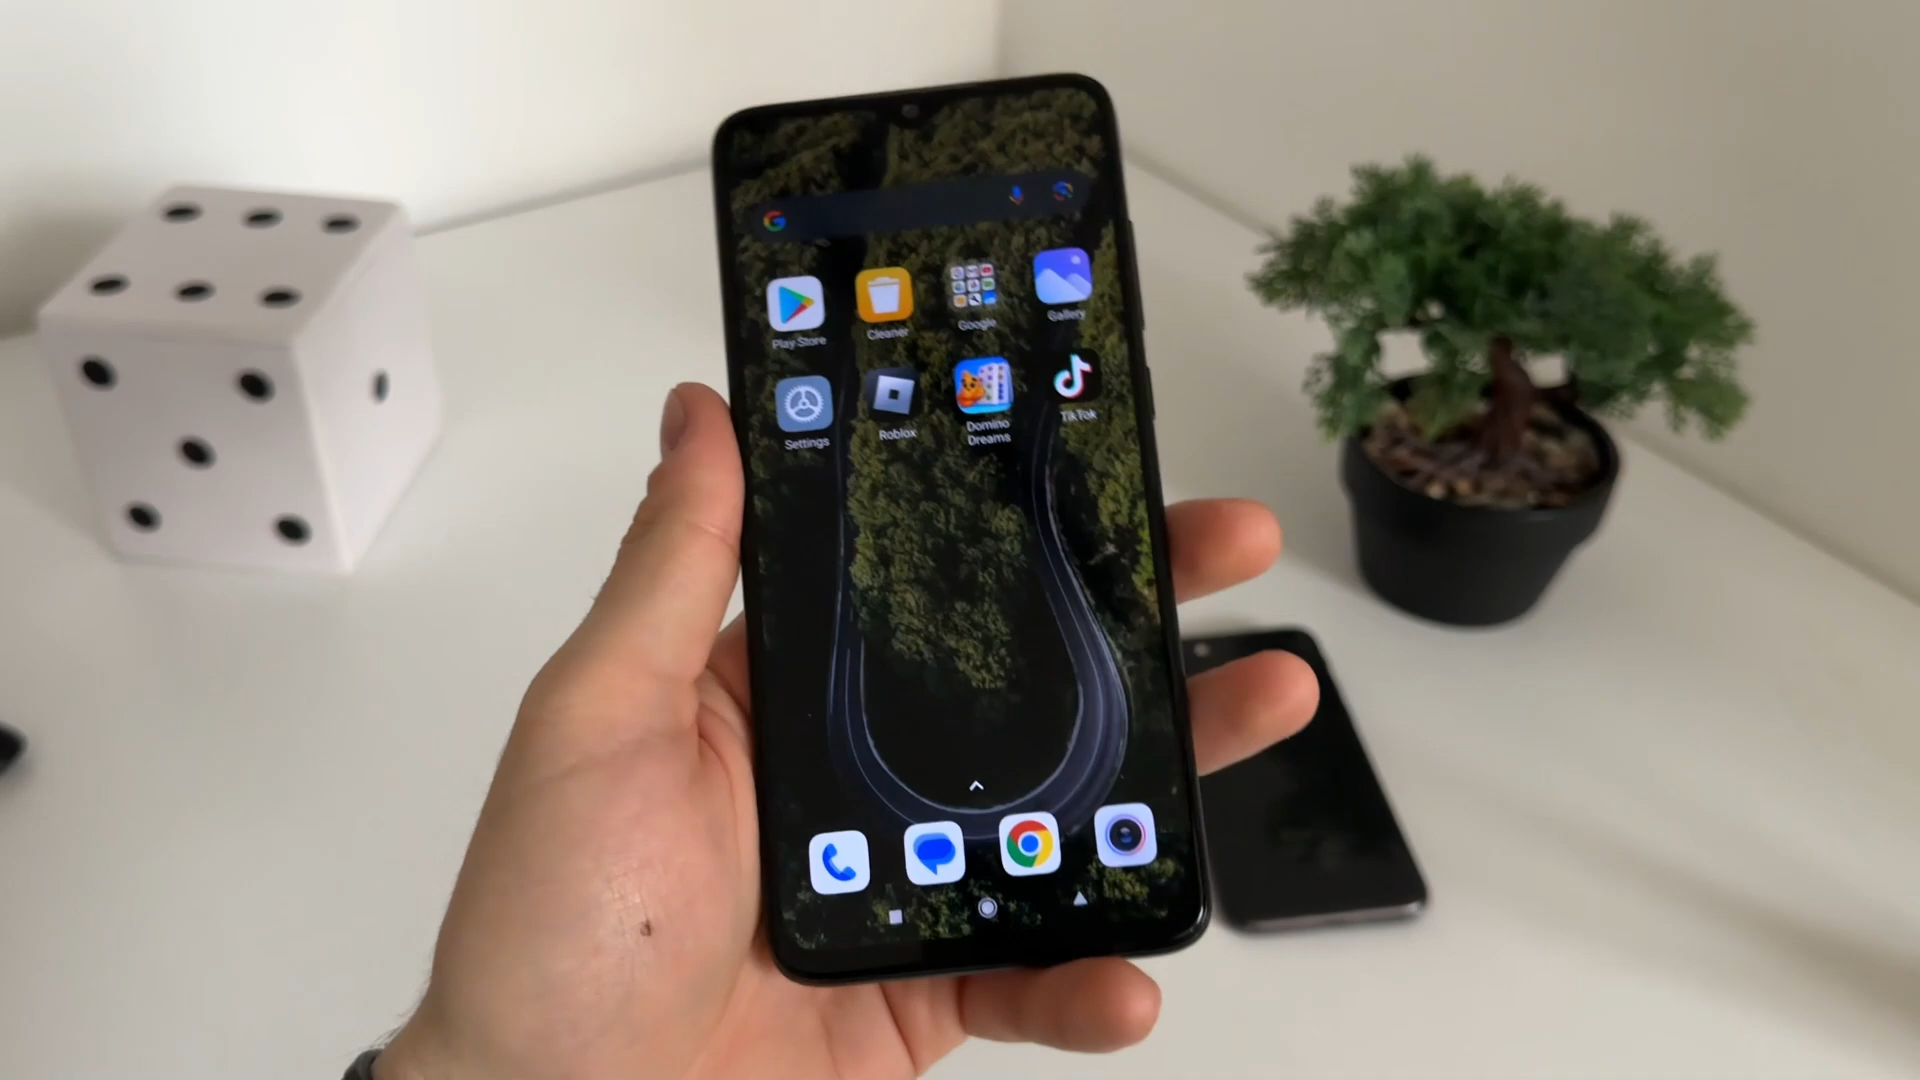 Play Store
Cleaner
Google
Gallery
Settings
Roblox
Domino
Dreams
TikTok